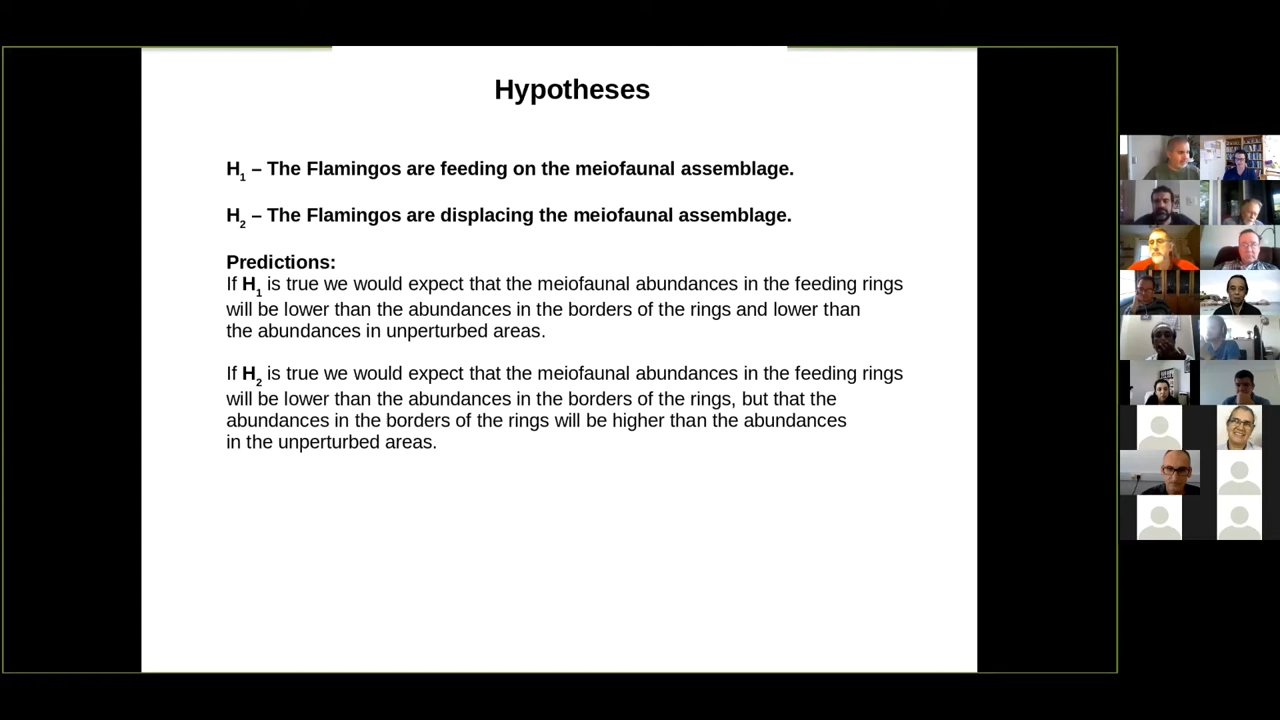 Hypotheses
H1 – The Flamingos are feeding on the meiofaunal assemblage.
H2 – The Flamingos are displacing the meiofaunal assemblage.
Predictions:
If H1 is true we would expect that the meiofaunal abundances in the feeding rings
will be lower than the abundances in the borders of the rings and lower than
the abundances in unperturbed areas.
If H2 is true we would expect that the meiofaunal abundances in the feeding rings
will be lower than the abundances in the borders of the rings, but that the
abundances in the borders of the rings will be higher than the abundances
in the unperturbed areas.